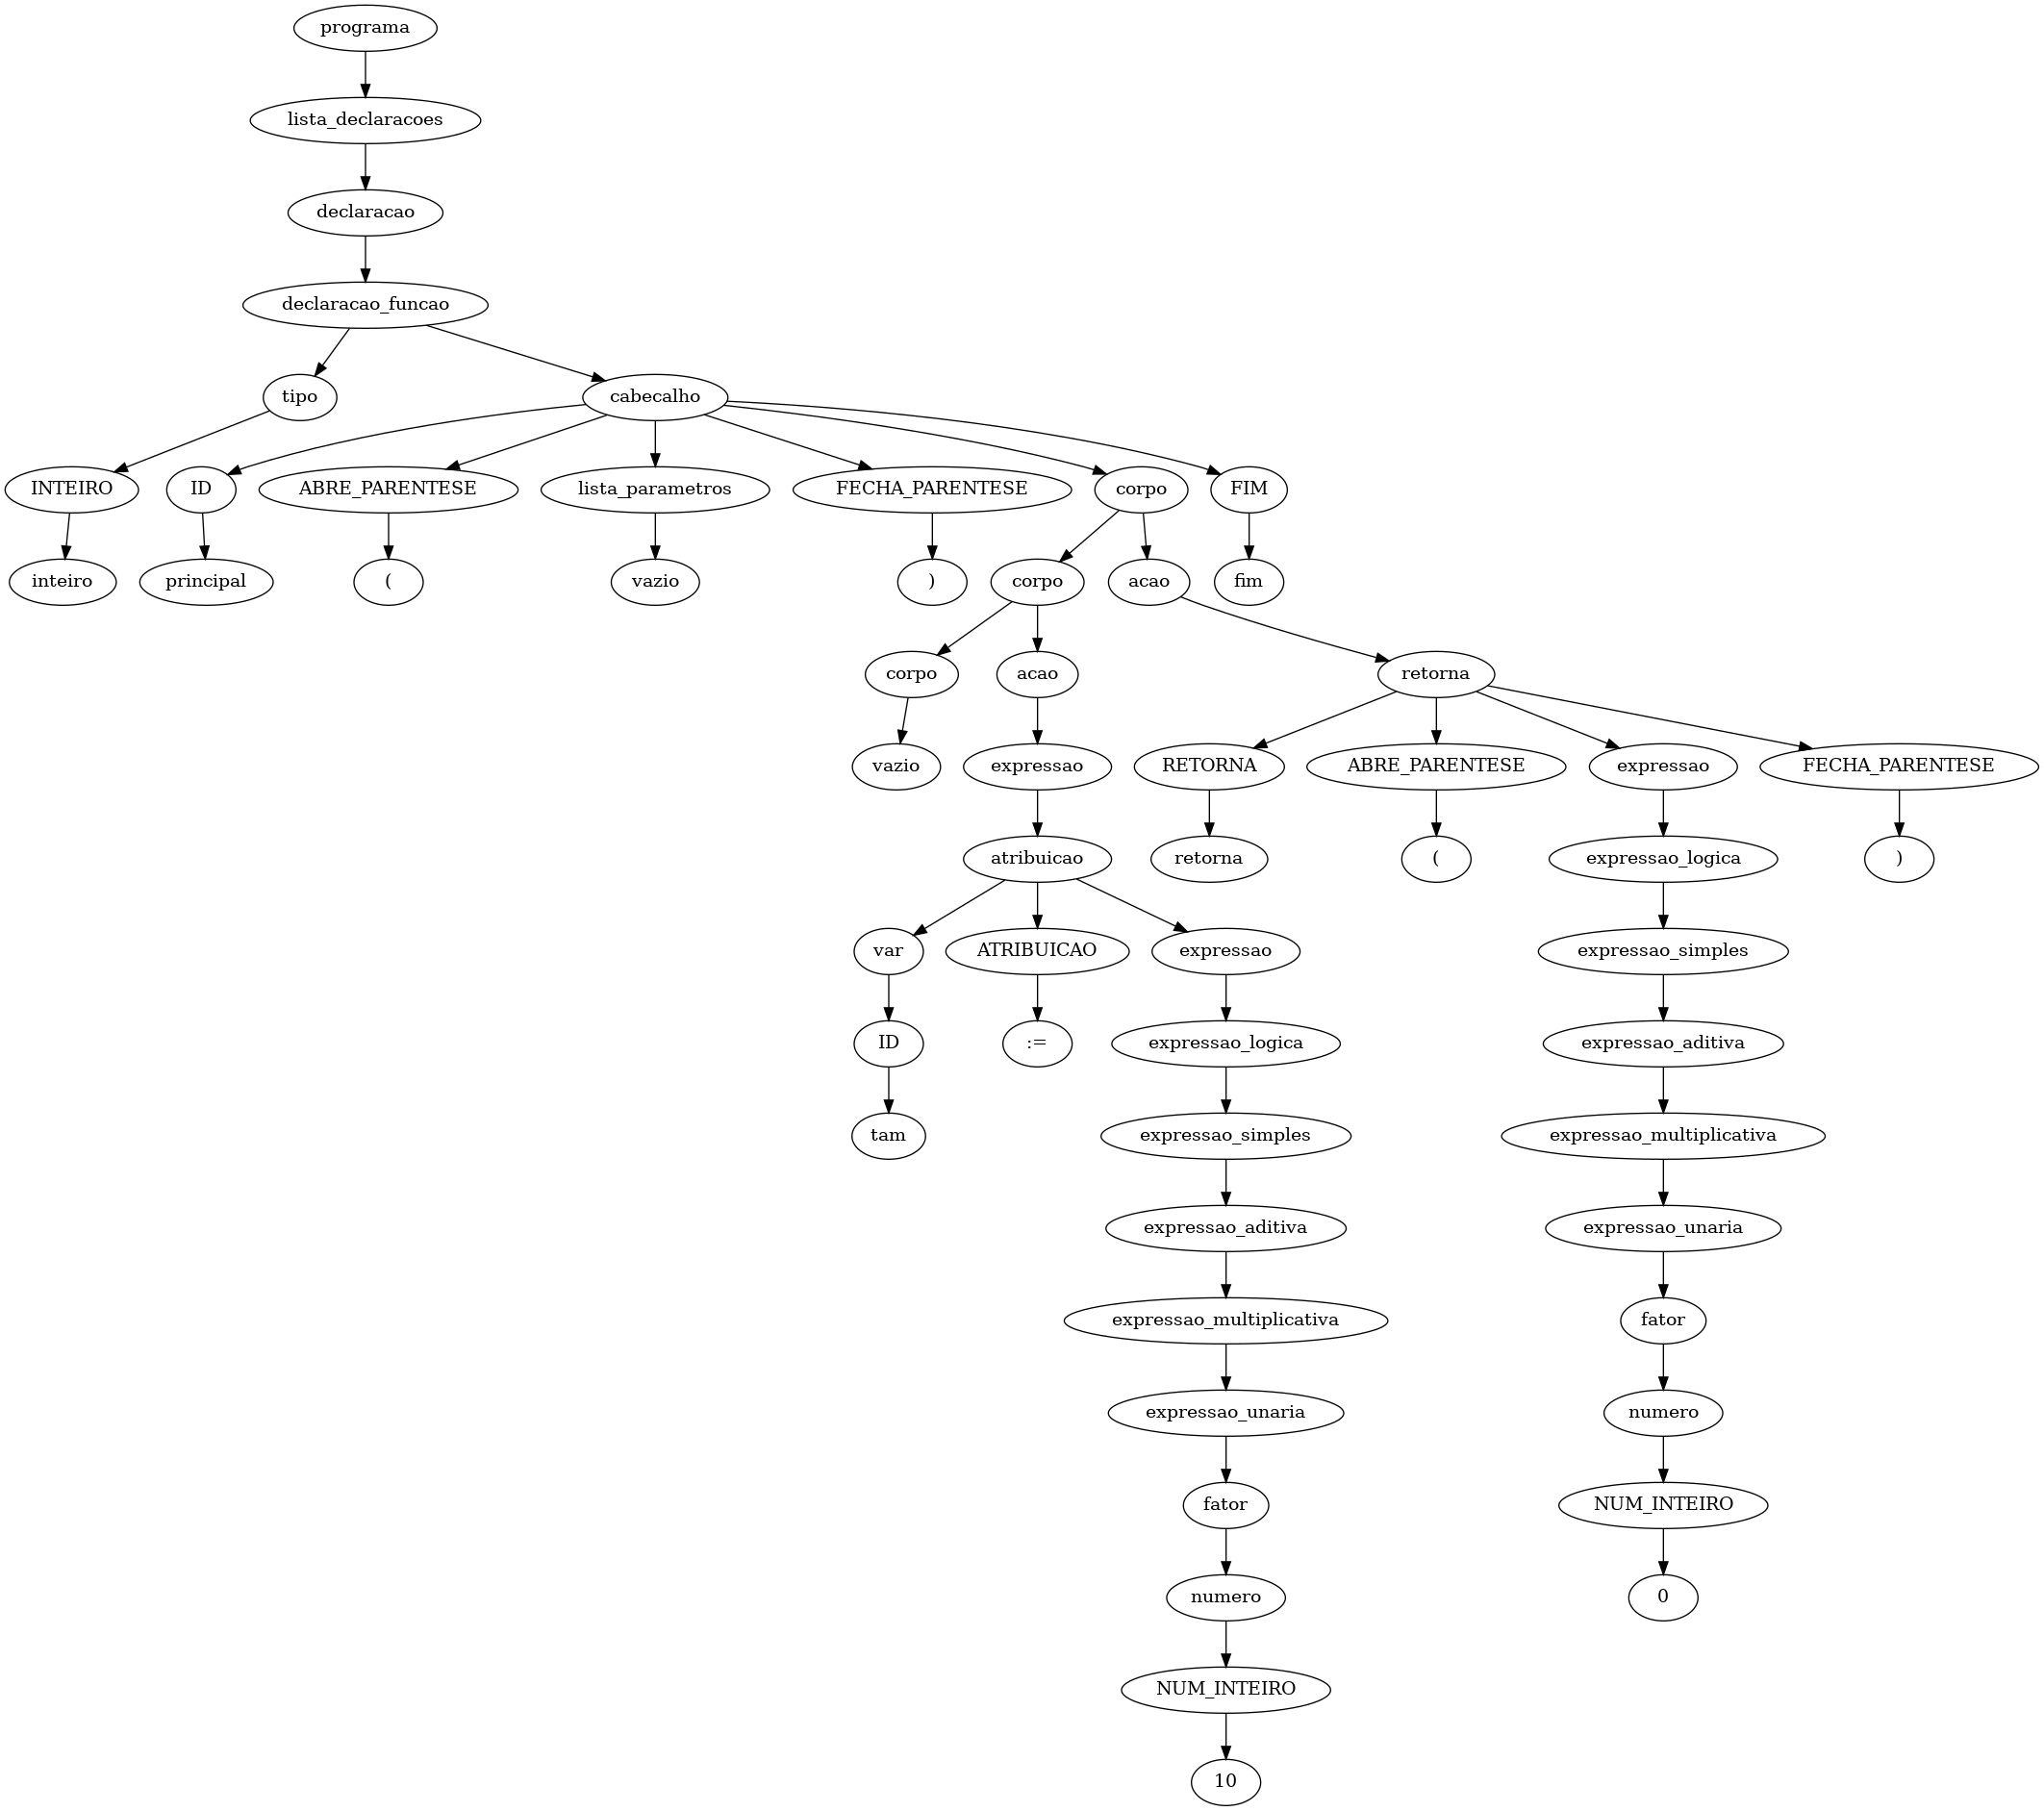 programa
lista_declaracoes
declaracao
declaracao_funcao
tipo
cabecalho
INTEIRO
ID
ABRE_PARENTESE
lista_parametros
FECHA_PARENTESE
corpo
FIM
inteiro
principal
(
vazio
)
corpo
acao
fim
corpo
acao
retorna
vazio
expressao
RETORNA
ABRE_PARENTESE
expressao
FECHA_PARENTESE
atribuicao
retorna
(
expressao_logica
)
var
ATRIBUICAO
expressao
expressao_simples
ID
:=
expressao_logica
expressao_aditiva
tam
expressao_simples
expressao_multiplicativa
expressao_aditiva
expressao_unaria
expressao_multiplicativa
fator
expressao_unaria
numero
fator
NUM_INTEIRO
numero
0
NUM_INTEIRO
10